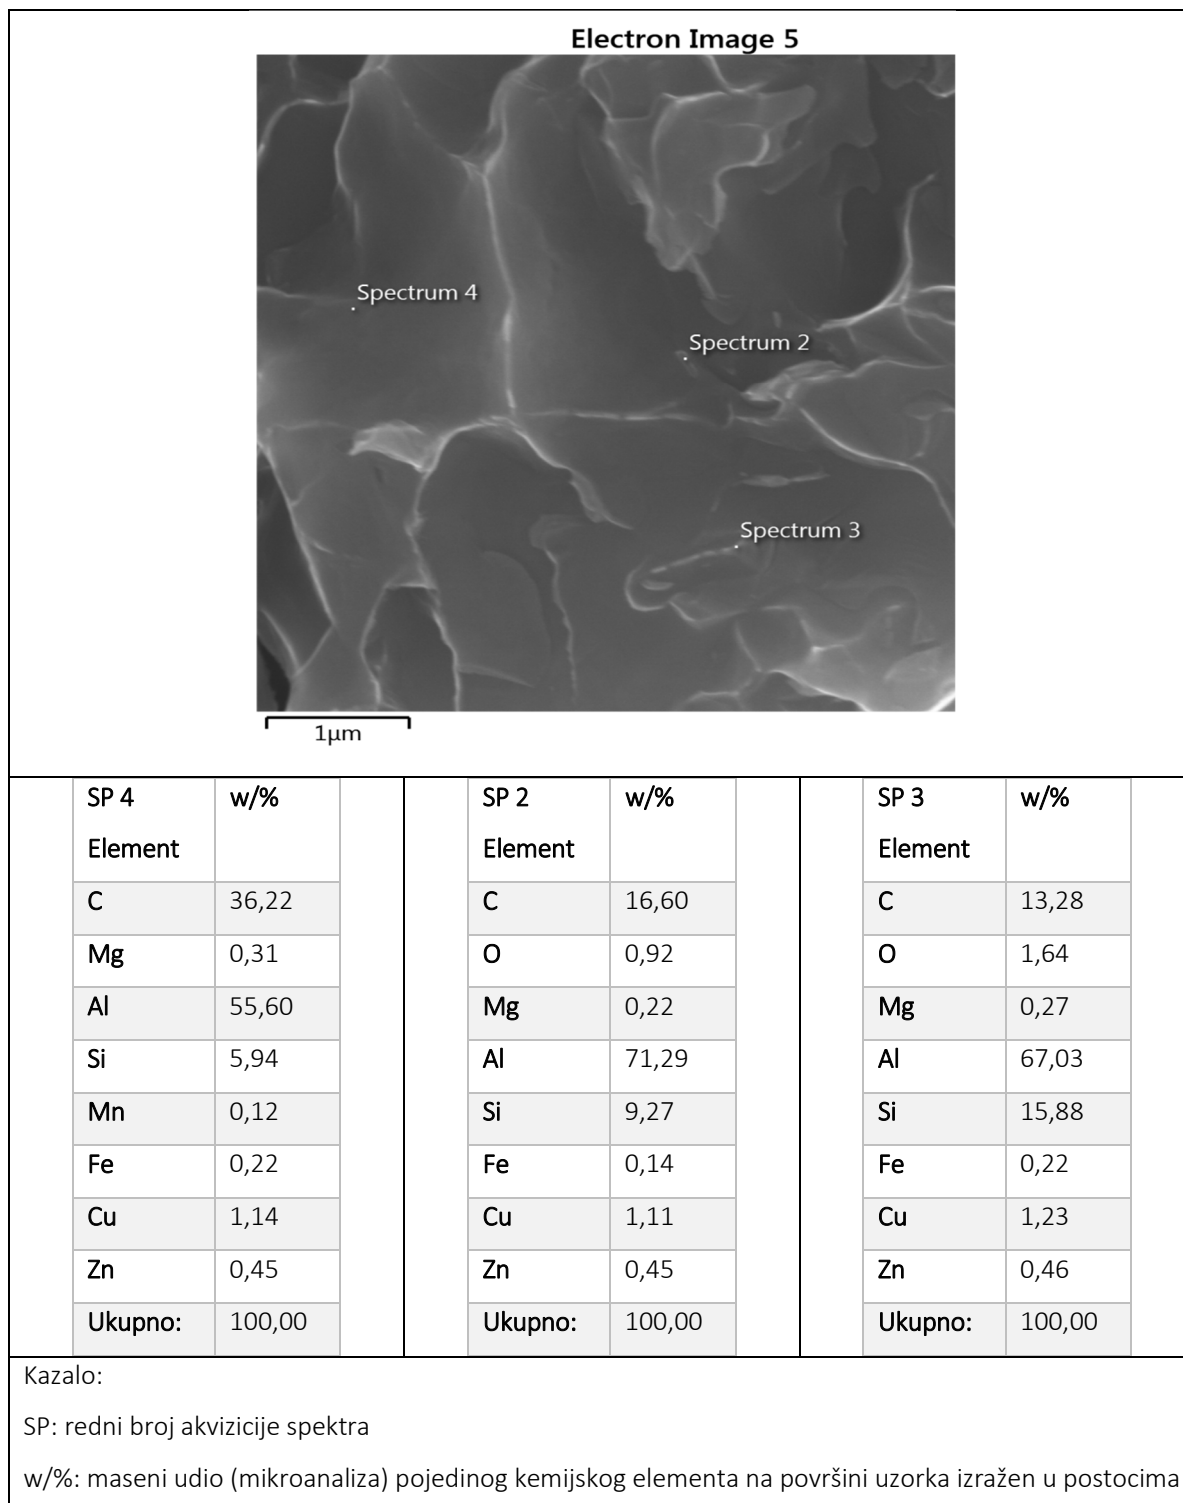 Electron Image 5
Spectrum 4
Spectrum 2
Spectrum 3
1µm
SP 4 w/%
Element
C 36,22
Mg 0,31
Al 55,60
Si 5,94
Mn 0,12
Fe 0,22
Cu 1,14
Zn 0,45
Ukupno: 100,00
SP 2 w/%
Element
C 16,60
O 0,92
Mg 0,22
Al 71,29
Si 9,27
Fe 0,14
Cu 1,11
Zn 0,45
Ukupno: 100,00
SP 3 w/%
Element
C 13,28
O 1,64
Mg 0,27
Al 67,03
Si 15,88
Fe 0,22
Cu 1,23
Zn 0,46
Ukupno: 100,00
Kazalo:
SP: redni broj akvizicije spektra
w/%: maseni udio (mikroanaliza) pojedinog kemijskog elementa na površini uzorka izražen u postocima